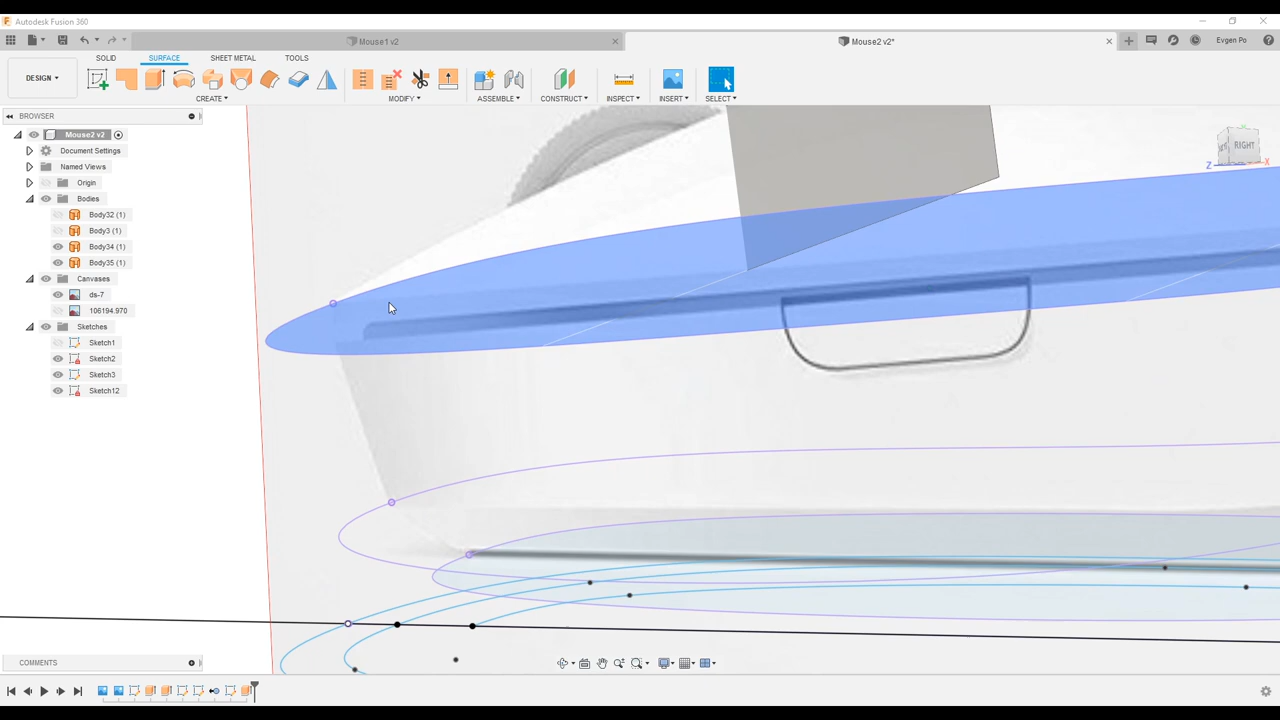 Autodesk Fusion 360
Mouse1 v2
Mouse2 v2*
Evgen Po
DESIGN
SOLID SURFACE SHEET METAL TOOLS
CREATE MODIFY ASSEMBLE CONSTRUCT INSPECT INSERT SELECT
BROWSER
Mouse2 v2
Document Settings
Named Views
Origin
Bodies
Body32 (1)
Body3 (1)
Body34 (1)
Body35 (1)
Canvases
ds-7
106194.970
Sketches
Sketch1
Sketch2
Sketch3
Sketch12
RIGHT
Z
X
COMMENTS